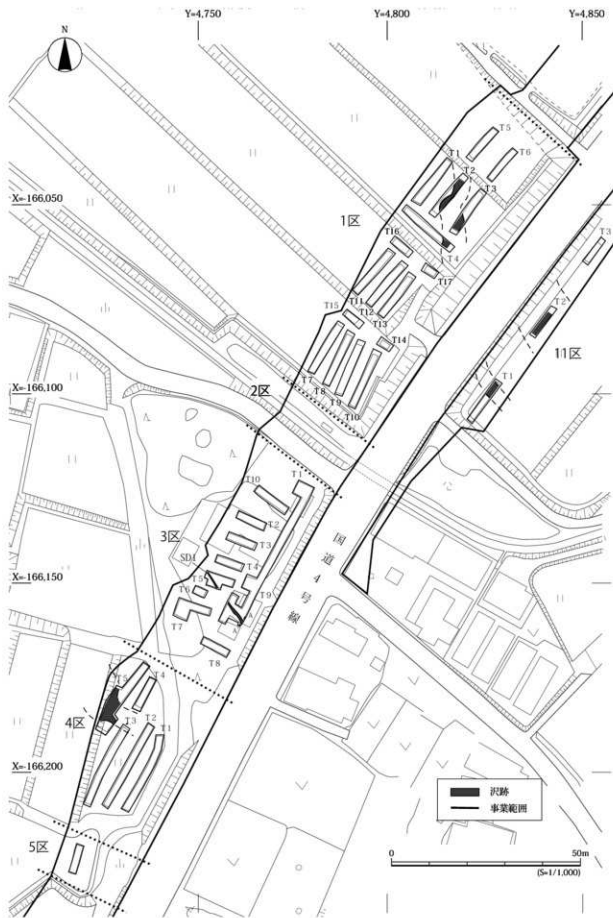 Y=4,750
Y=4,800
Y=4,850
N
T5
T6
T1
T2
T3
X=-166,050
1区
T4
T16
T17
T3
T15
T11
T12
T13
T14
T2
11区
T7
T8
T9
T10
T1
X=-166,100
2区
T10
T1
3区
T2
T3
SD1
T4
T5
国道4号線
X=-166,150
T6
T9
T7
T8
T5
T4
4区
T3
T2
T1
X=-166,200
沢跡
事業範囲
5区
0
50m
(S=1/1,000)